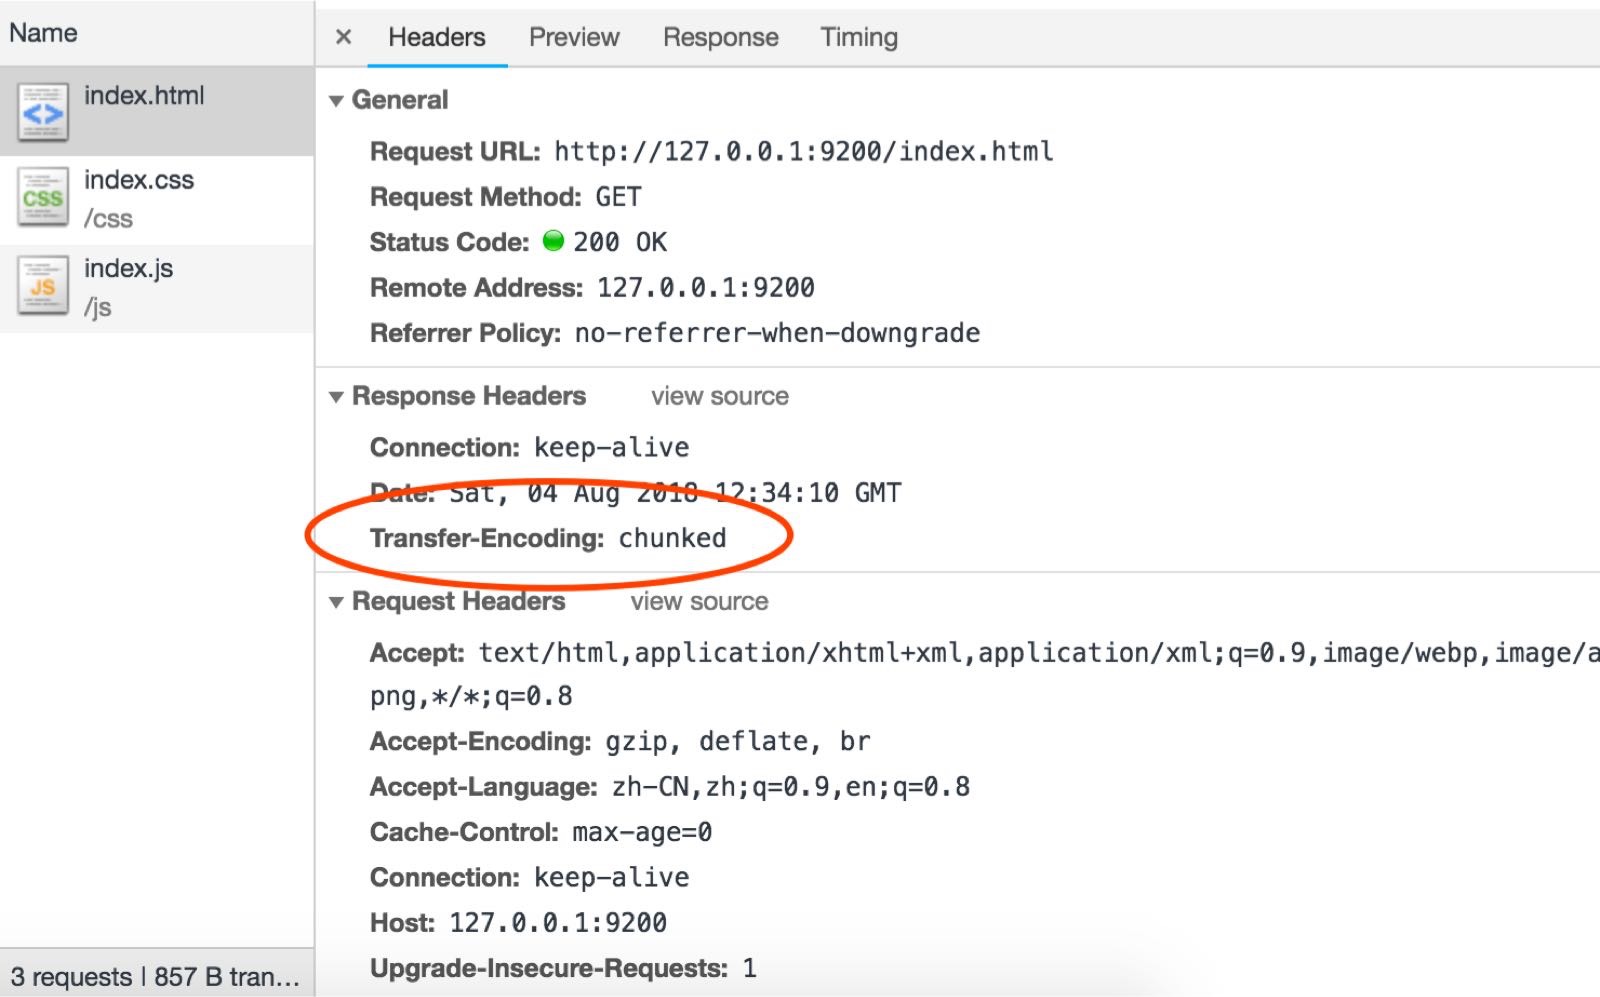 Name
index.html
CSS
index.css
/css
JS
index.js
/js
3 requests | 857 B tran...
× Headers Preview Response Timing
▼ General
Request URL: http://127.0.0.1:9200/index.html
Request Method: GET
Status Code: 200 OK
Remote Address: 127.0.0.1:9200
Referrer Policy: no-referrer-when-downgrade
▼ Response Headers view source
Connection: keep-alive
Date: Sat, 04 Aug 2018 12:34:10 GMT
Transfer-Encoding: chunked
▼ Request Headers view source
Accept: text/html,application/xhtml+xml,application/xml;q=0.9,image/webp,image/a
png,*/*;q=0.8
Accept-Encoding: gzip, deflate, br
Accept-Language: zh-CN,zh;q=0.9,en;q=0.8
Cache-Control: max-age=0
Connection: keep-alive
Host: 127.0.0.1:9200
Upgrade-Insecure-Requests: 1